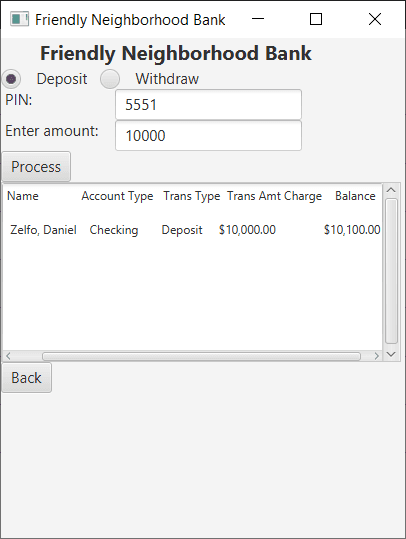 Friendly Neighborhood Bank
Friendly Neighborhood Bank
Deposit Withdraw
PIN: 5551
Enter amount: 10000
Process
Name Account Type Trans Type Trans Amt Charge Balance
Zelfo, Daniel Checking Deposit $10,000.00 $10,100.00
Back